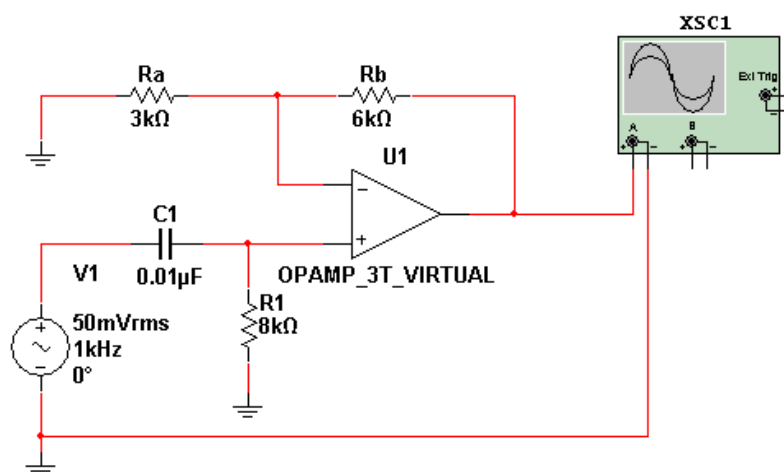 XSC1
Ra
3kΩ
Rb
6kΩ
Ext Trig
+
_
A
B
+ _ + _
U1
C1
0.01µF
V1
OPAMP_3T_VIRTUAL
R1
8kΩ
50mVrms
1kHz
0°